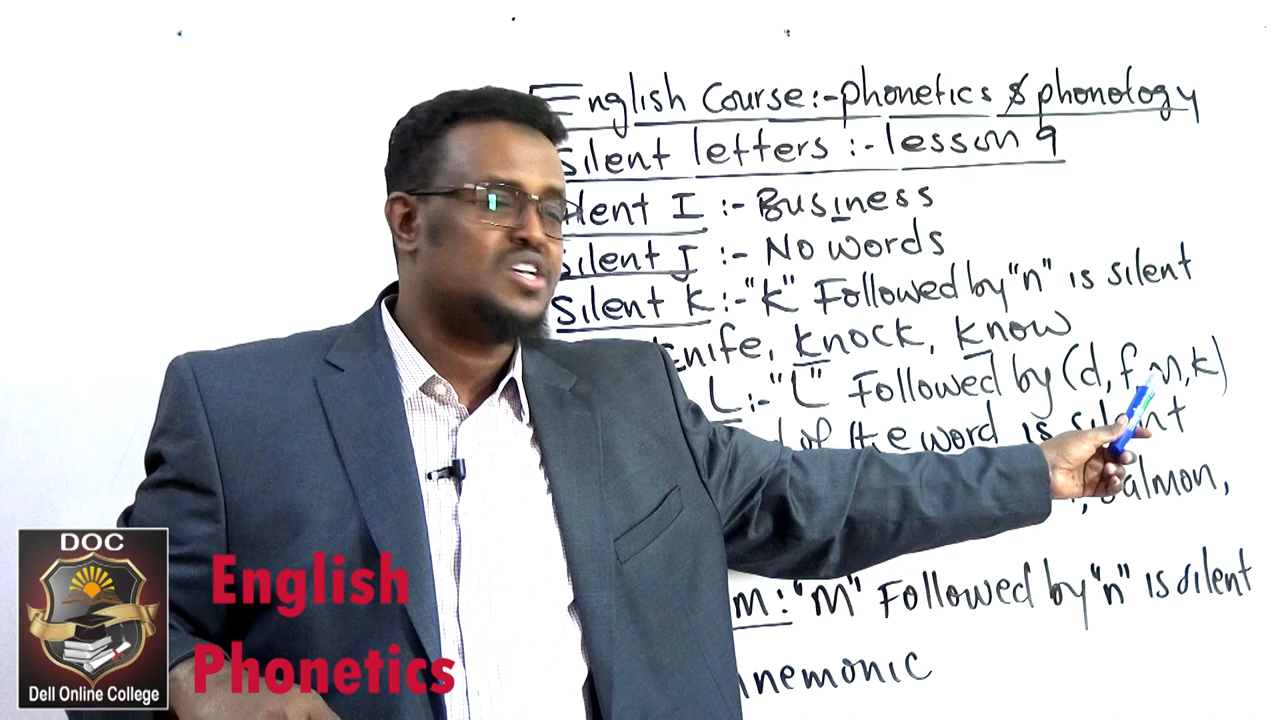 English Course:-phonetics & phonology
Silent letters :- lesson 9
Silent I :- Business
Silent J :- No words
Silent K :- "K" Followed by "n" is silent
knife, knock, know
L :- "L" Followed by (d, f, m, k)
of the word is silent
Salmon,
m : "M" Followed by "n" is silent
mnemonic
DOC
Dell Online College
English
Phonetics